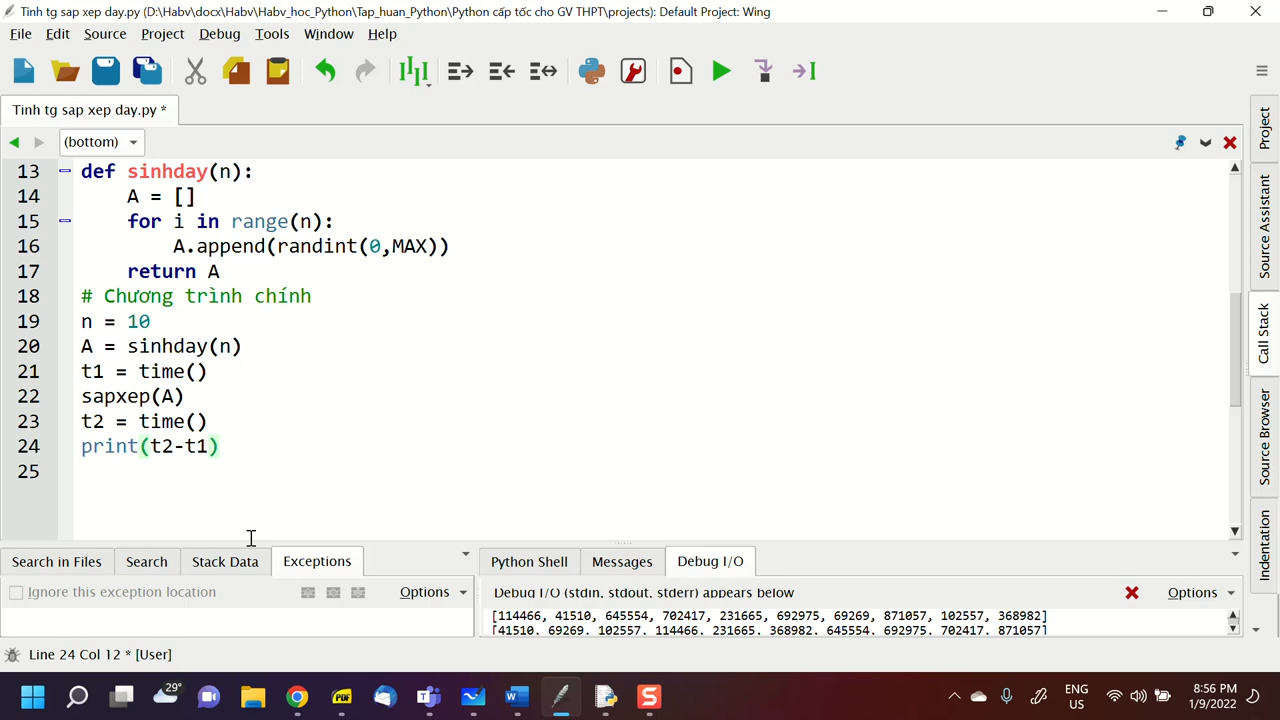 Tinh tg sap xep day.py (D:\Habv\docx\Habv\Habv_hoc_Python\Tap_huan_Python\Python cấp tốc cho GV THPT\projects): Default Project: Wing
File Edit Source Project Debug Tools Window Help
Tinh tg sap xep day.py *
(bottom)
13 def sinhday(n):
14 A = []
15 for i in range(n):
16 A.append(randint(0,MAX))
17 return A
18 # Chương trình chính
19 n = 10
20 A = sinhday(n)
21 t1 = time()
22 sapxep(A)
23 t2 = time()
24 print(t2-t1)
25
Project
Source Assistant
Call Stack
Source Browser
Indentation
Search in Files Search Stack Data Exceptions
Ignore this exception location Options
Python Shell Messages Debug I/O
Debug I/O (stdin, stdout, stderr) appears below Options
[114466, 41510, 645554, 702417, 231665, 692975, 69269, 871057, 102557, 368982]
[41510, 69269, 102557, 114466, 231665, 368982, 645554, 692975, 702417, 871057]
Line 24 Col 12 * [User]
29°
PDF
W
S
ENG
US
8:56 PM
1/9/2022